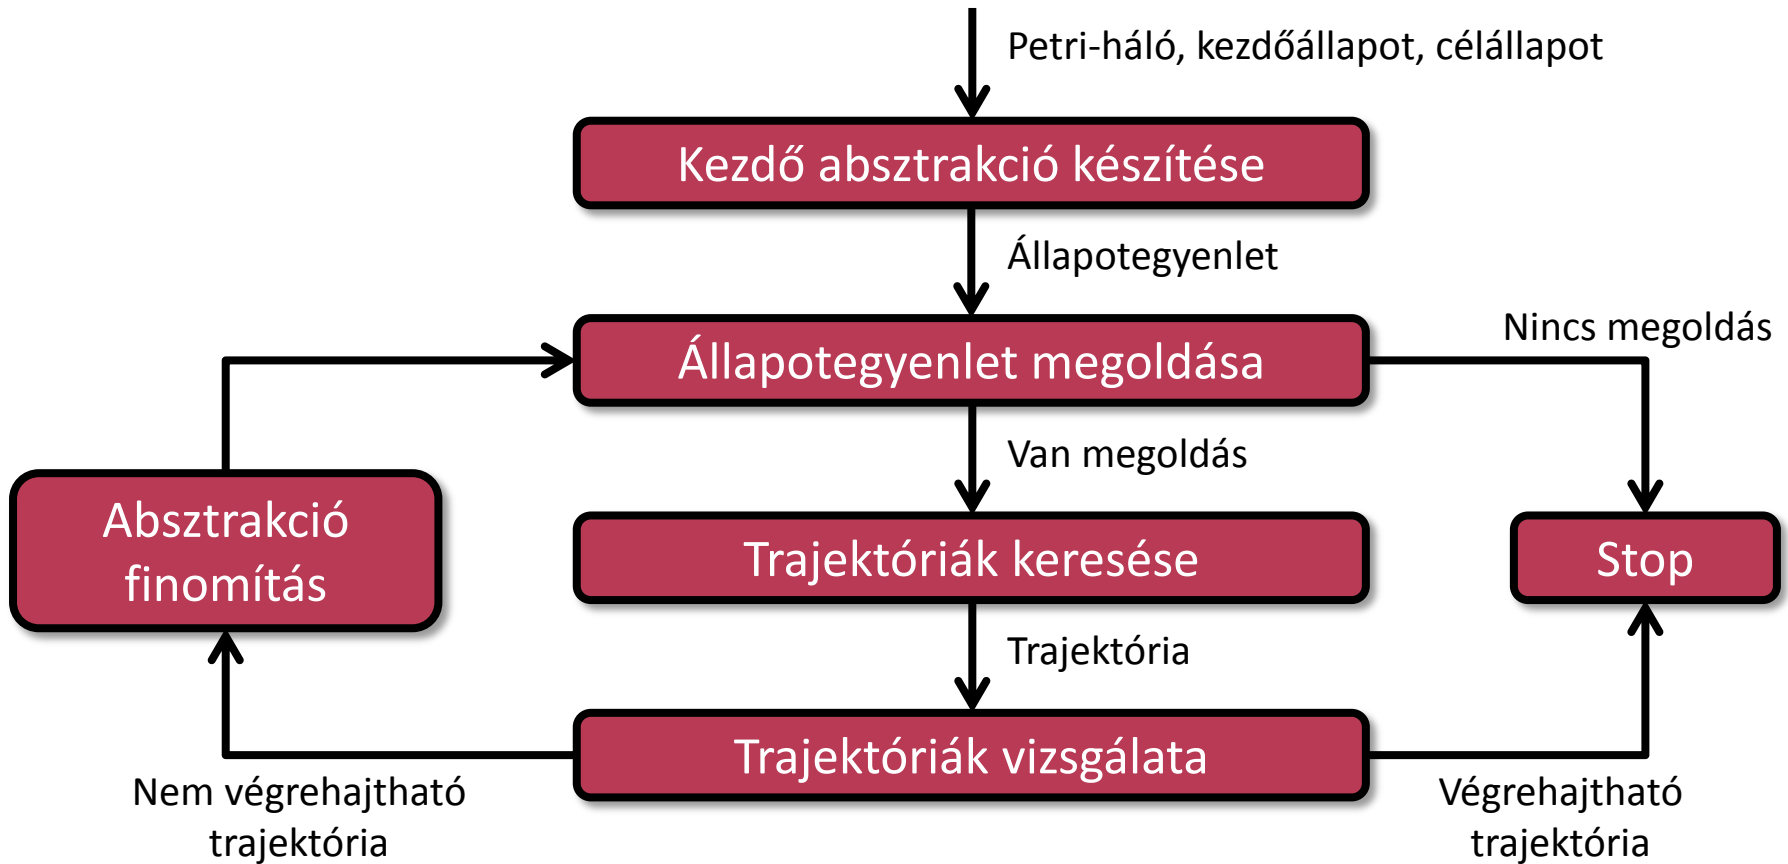 Petri-háló, kezdőállapot, célállapot
Kezdő absztrakció készítése
Állapotegyenlet
Nincs megoldás
Állapotegyenlet megoldása
Van megoldás
Absztrakció
finomítás
Trajektóriák keresése
Stop
Trajektória
Trajektóriák vizsgálata
Nem végrehajtható
trajektória
Végrehajtható
trajektória